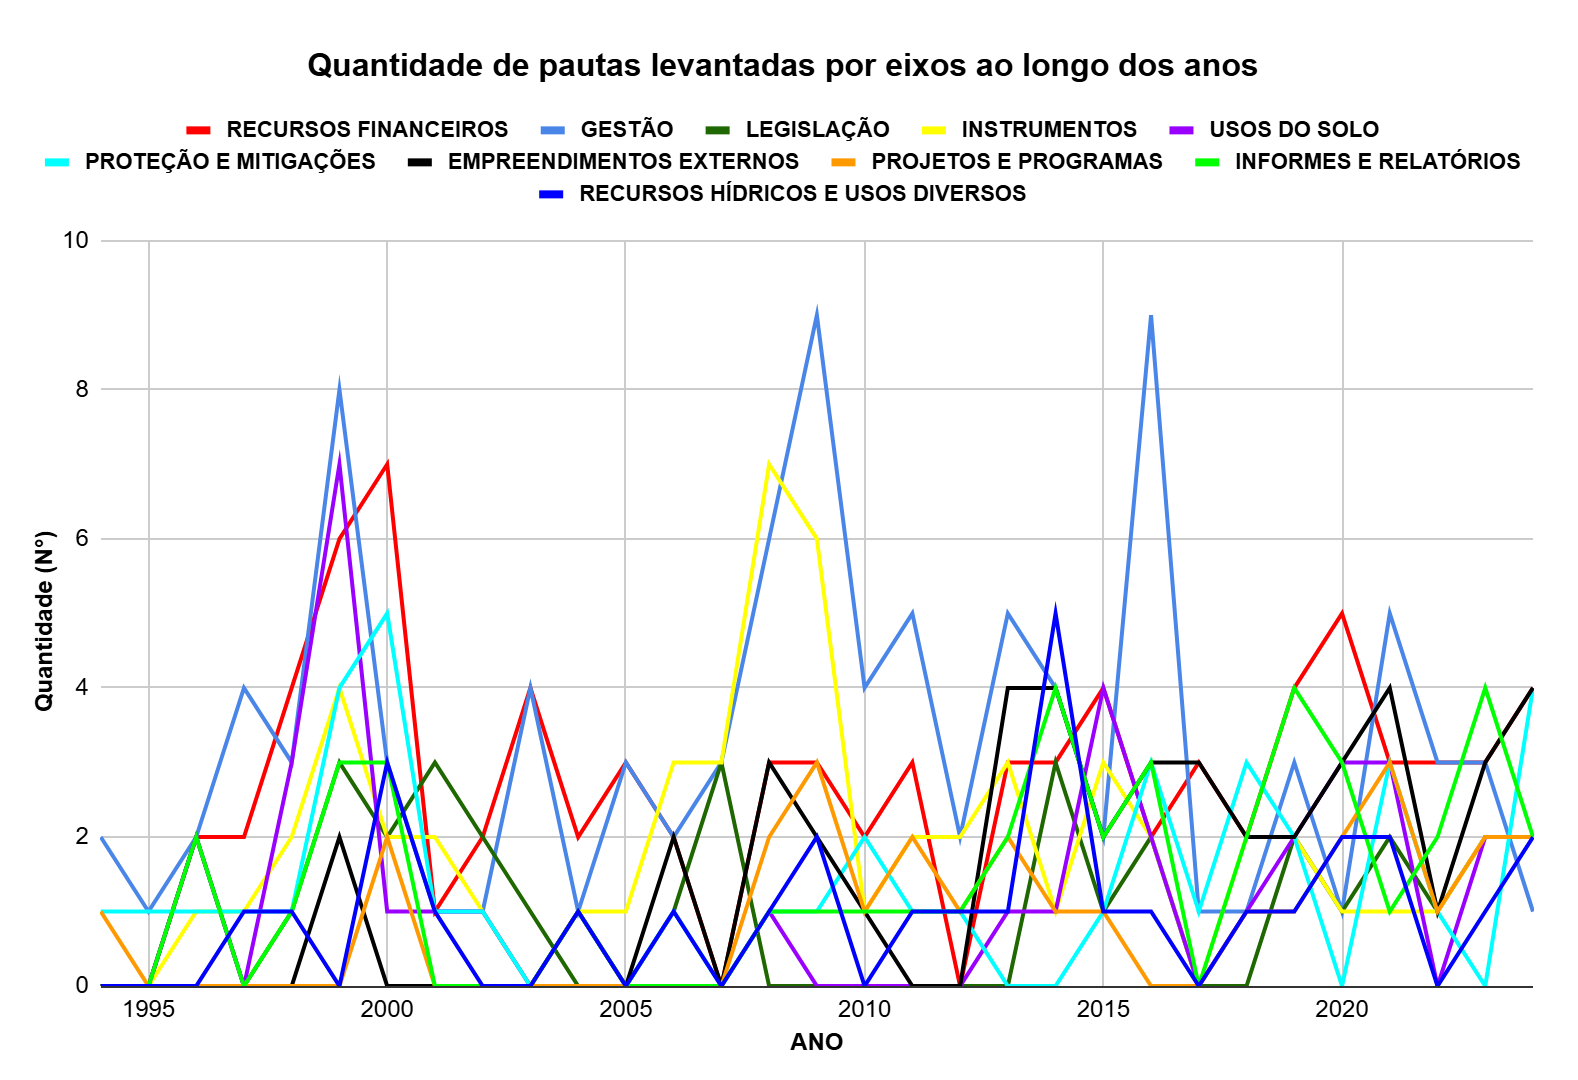 Quantidade de pautas levantadas por eixos ao longo dos anos
RECURSOS FINANCEIROS GESTÃO LEGISLAÇÃO INSTRUMENTOS USOS DO SOLO
PROTEÇÃO E MITIGAÇÕES EMPREENDIMENTOS EXTERNOS PROJETOS E PROGRAMAS INFORMES E RELATÓRIOS
RECURSOS HÍDRICOS E USOS DIVERSOS
10
8
6
4
2
0
Quantidade (N°)
1995 2000 2005 2010 2015 2020
ANO